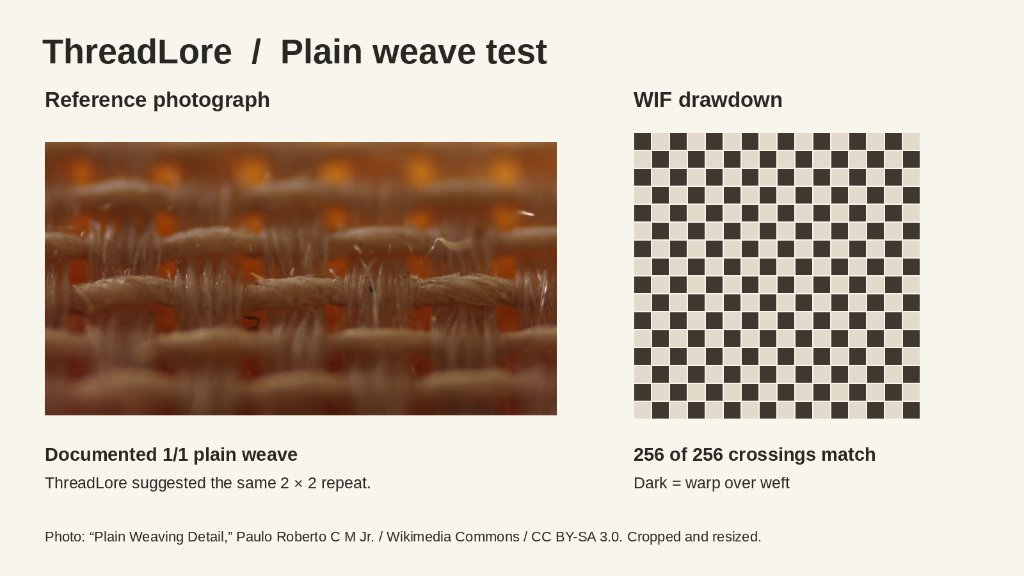 ThreadLore / Plain weave test
Reference photograph
WIF drawdown
Documented 1/1 plain weave
ThreadLore suggested the same 2 × 2 repeat.
256 of 256 crossings match
Dark = warp over weft
Photo: “Plain Weaving Detail,” Paulo Roberto C M Jr. / Wikimedia Commons / CC BY-SA 3.0. Cropped and resized.